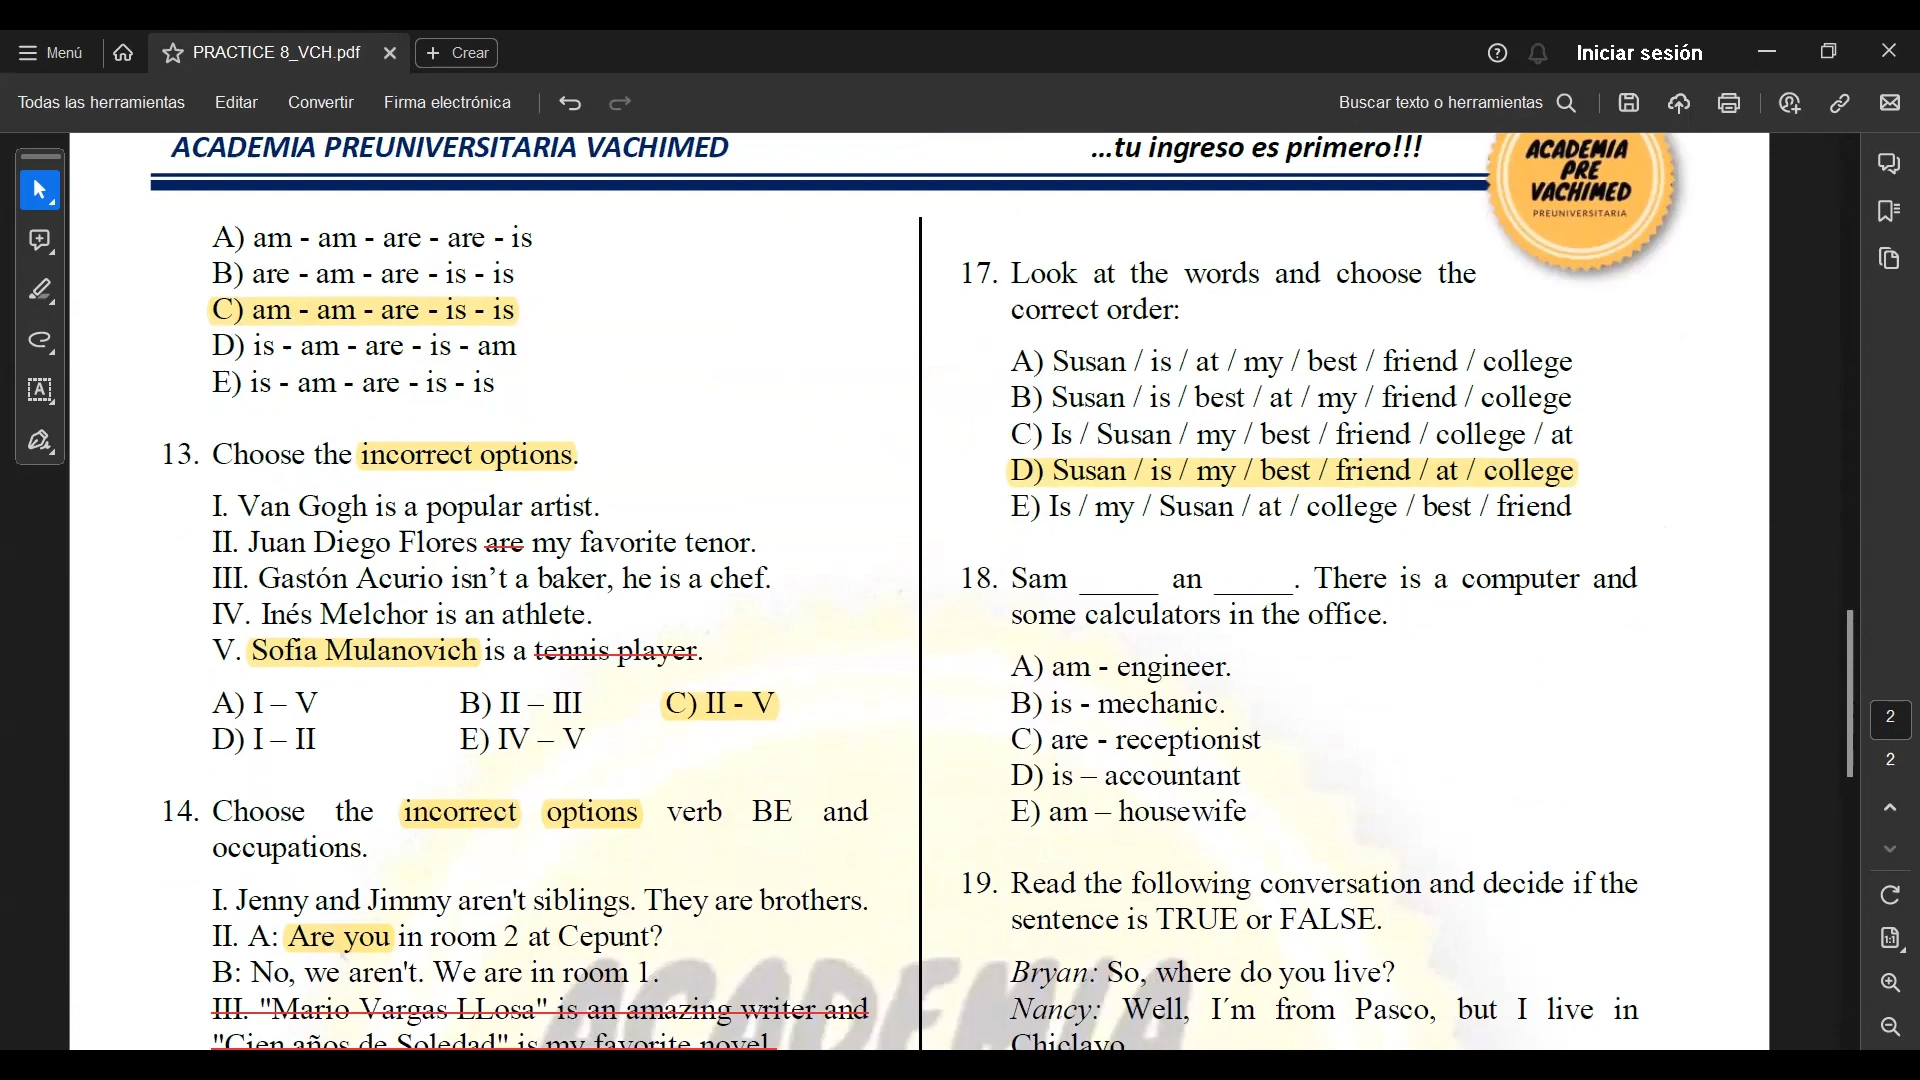 Menú
PRACTICE 8_VCH.pdf
Crear
Iniciar sesión
Todas las herramientas
Editar
Convertir
Firma electrónica
Buscar texto o herramientas
ACADEMIA PREUNIVERSITARIA VACHIMED
...tu ingreso es primero!!!
ACADEMIA
PRE
VACHIMED
PREUNIVERSITARIA
A) am - am - are - are - is
B) are - am - are - is - is
C) am - am - are - is - is
D) is - am - are - is - am
E) is - am - are - is - is
13. Choose the incorrect options.
I. Van Gogh is a popular artist.
II. Juan Diego Flores are my favorite tenor.
III. Gastón Acurio isn’t a baker, he is a chef.
IV. Inés Melchor is an athlete.
V. Sofia Mulanovich is a tennis player.
A) I – V B) II – III C) II - V
D) I – II E) IV – V
14. Choose the incorrect options verb BE and
occupations.
I. Jenny and Jimmy aren't siblings. They are brothers.
II. A: Are you in room 2 at Cepunt?
B: No, we aren't. We are in room 1.
III. "Mario Vargas LLosa" is an amazing writer and
"Cien años de Soledad" is my favorite novel.
17. Look at the words and choose the
correct order:
A) Susan / is / at / my / best / friend / college
B) Susan / is / best / at / my / friend / college
C) Is / Susan / my / best / friend / college / at
D) Susan / is / my / best / friend / at / college
E) Is / my / Susan / at / college / best / friend
18. Sam _____ an _____. There is a computer and
some calculators in the office.
A) am - engineer.
B) is - mechanic.
C) are - receptionist
D) is – accountant
E) am – housewife
19. Read the following conversation and decide if the
sentence is TRUE or FALSE.
Bryan: So, where do you live?
Nancy: Well, I´m from Pasco, but I live in
Chiclayo
ACADEMIA
2
2
1:1